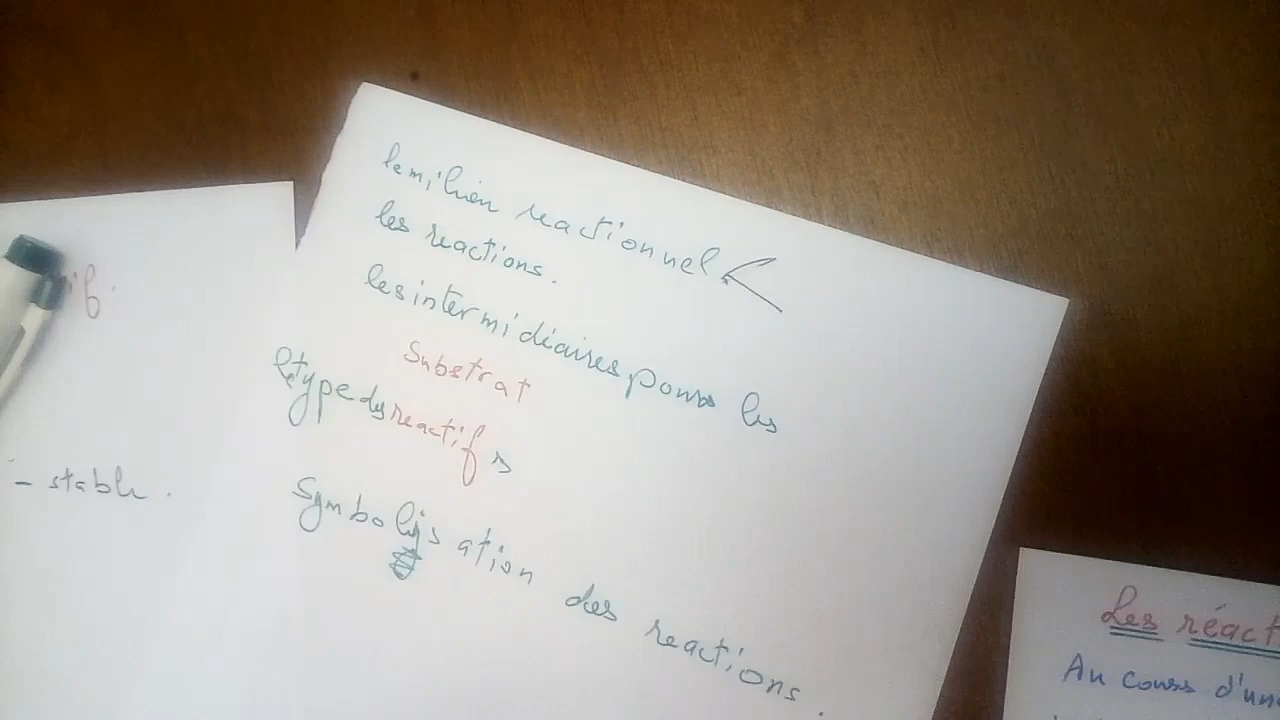 le milieu reactionnel
les reactions.
les intermidiaires pour les
Substrat
le type des reactifs
Symbolisation des reactions.
if.
- stable.
Les réact
Au cours d'un